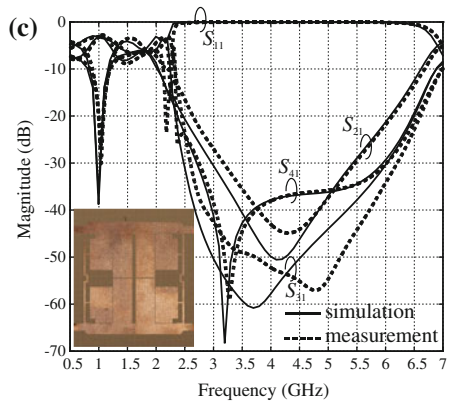 (c)
0
-10
-20
-30
-40
-50
-60
-70
Magnitude (dB)
S11
S21
S41
S31
simulation
measurement
0.5 1 1.5 2 2.5 3 3.5 4 4.5 5 5.5 6 6.5 7
Frequency (GHz)